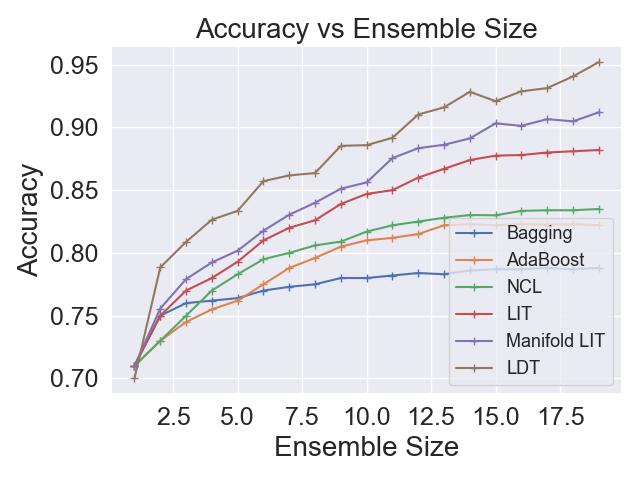 Accuracy vs Ensemble Size
0.95
0.90
0.85
0.80
0.75
0.70
Accuracy
Bagging
AdaBoost
NCL
LIT
Manifold LIT
LDT
2.5 5.0 7.5 10.0 12.5 15.0 17.5
Ensemble Size